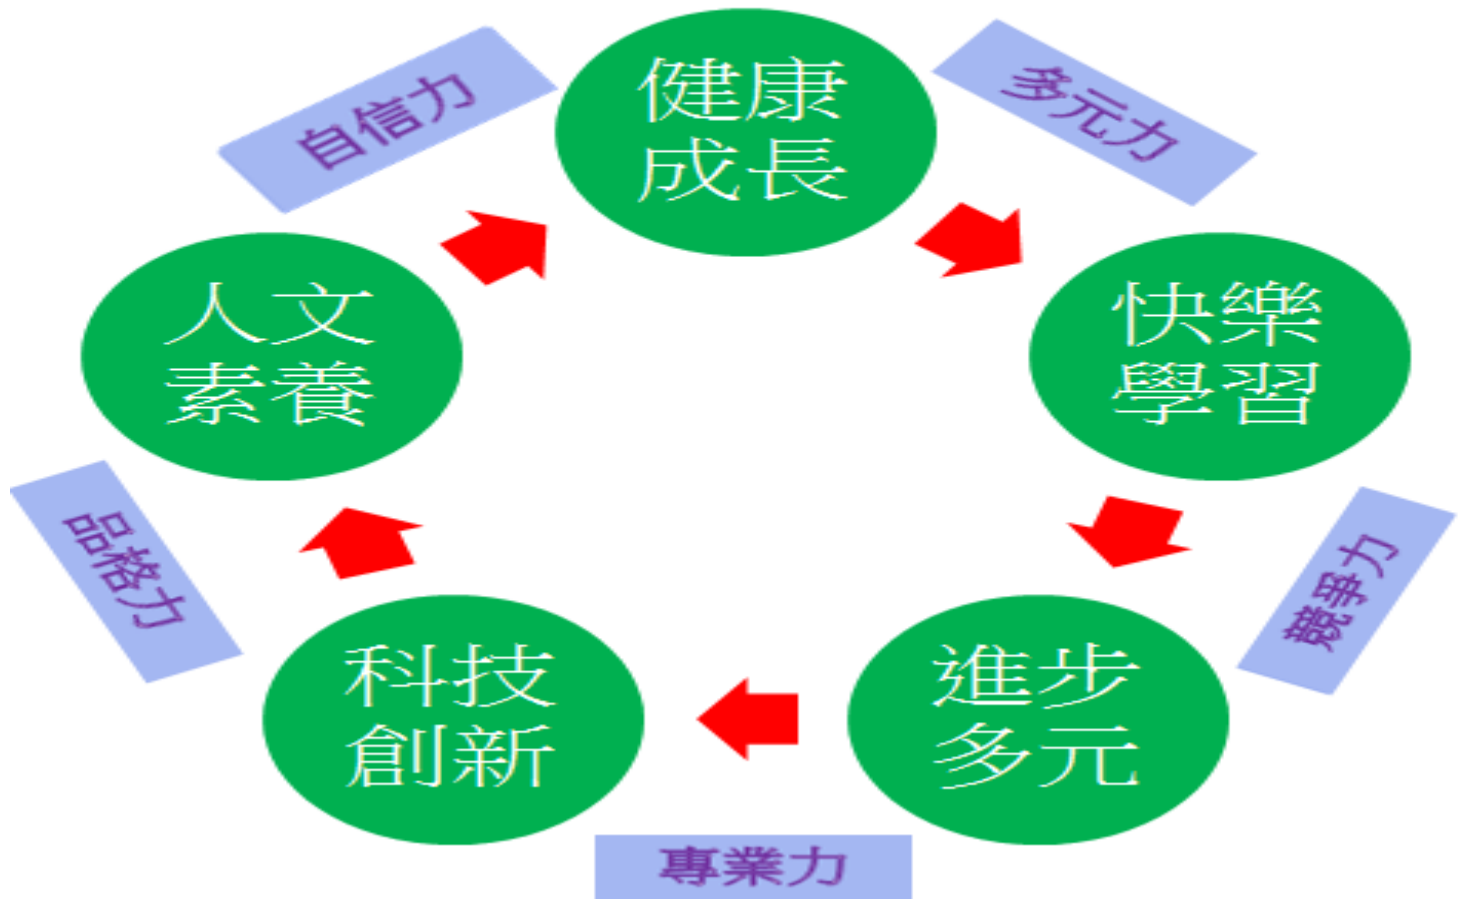 健康
成長
多元力
快樂
學習
競爭力
進步
多元
專業力
科技
創新
品格力
人文
素養
自信力